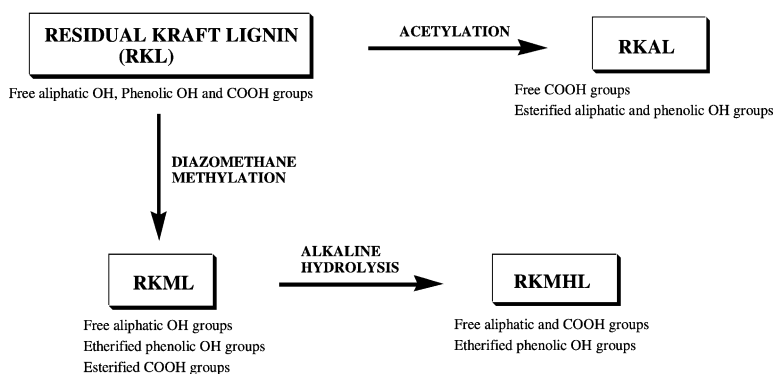 RESIDUAL KRAFT LIGNIN
(RKL)
Free aliphatic OH, Phenolic OH and COOH groups
ACETYLATION
RKAL
Free COOH groups
Esterified aliphatic and phenolic OH groups
DIAZOMETHANE
METHYLATION
RKML
Free aliphatic OH groups
Etherified phenolic OH groups
Esterified COOH groups
ALKALINE
HYDROLYSIS
RKMHL
Free aliphatic and COOH groups
Etherified phenolic OH groups